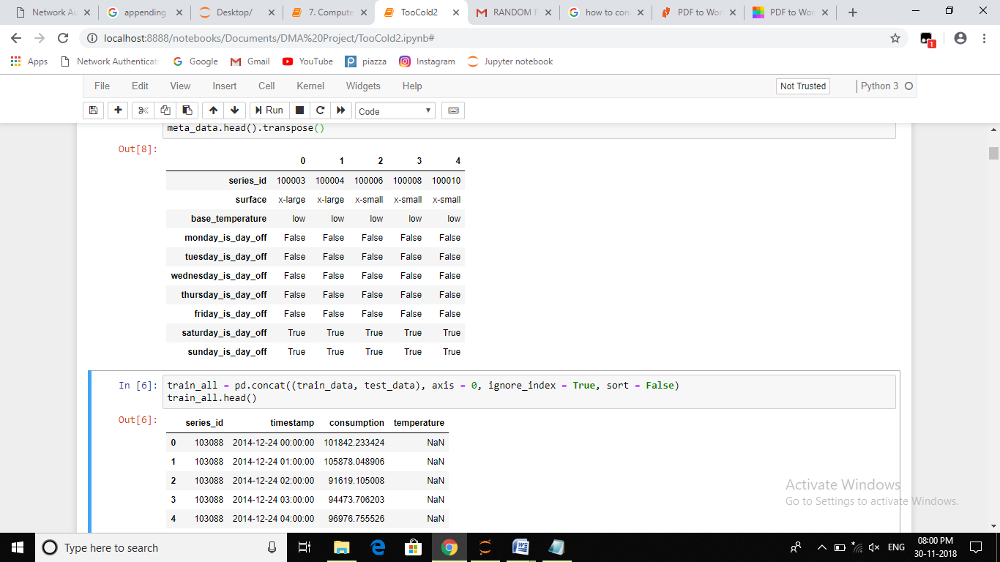 Network Au
appending
Desktop/
7. Compute
TooCold2
RANDOM F
how to con
PDF to Wor
PDF to Wor
localhost:8888/notebooks/Documents/DMA%20Project/TooCold2.ipynb#
1
Apps Network Authenticat Google Gmail YouTube piazza Instagram Jupyter notebook
File Edit View Insert Cell Kernel Widgets Help Not Trusted Python 3
Run Code
meta_data.head().transpose()
Out[8]:
0 1 2 3 4
series_id 100003 100004 100006 100008 100010
surface x-large x-large x-small x-small x-small
base_temperature low low low low low
monday_is_day_off False False False False False
tuesday_is_day_off False False False False False
wednesday_is_day_off False False False False False
thursday_is_day_off False False False False False
friday_is_day_off False False False False False
saturday_is_day_off True True True True True
sunday_is_day_off True True True True True
In [6]: train_all = pd.concat((train_data, test_data), axis = 0, ignore_index = True, sort = False)
train_all.head()
Out[6]:
series_id timestamp consumption temperature
0 103088 2014-12-24 00:00:00 101842.233424 NaN
1 103088 2014-12-24 01:00:00 105878.048906 NaN
2 103088 2014-12-24 02:00:00 91619.105008 NaN
3 103088 2014-12-24 03:00:00 94473.706203 NaN
4 103088 2014-12-24 04:00:00 96976.755526 NaN
Activate Windows
Go to Settings to activate Windows.
Type here to search
ENG
08:00 PM
30-11-2018